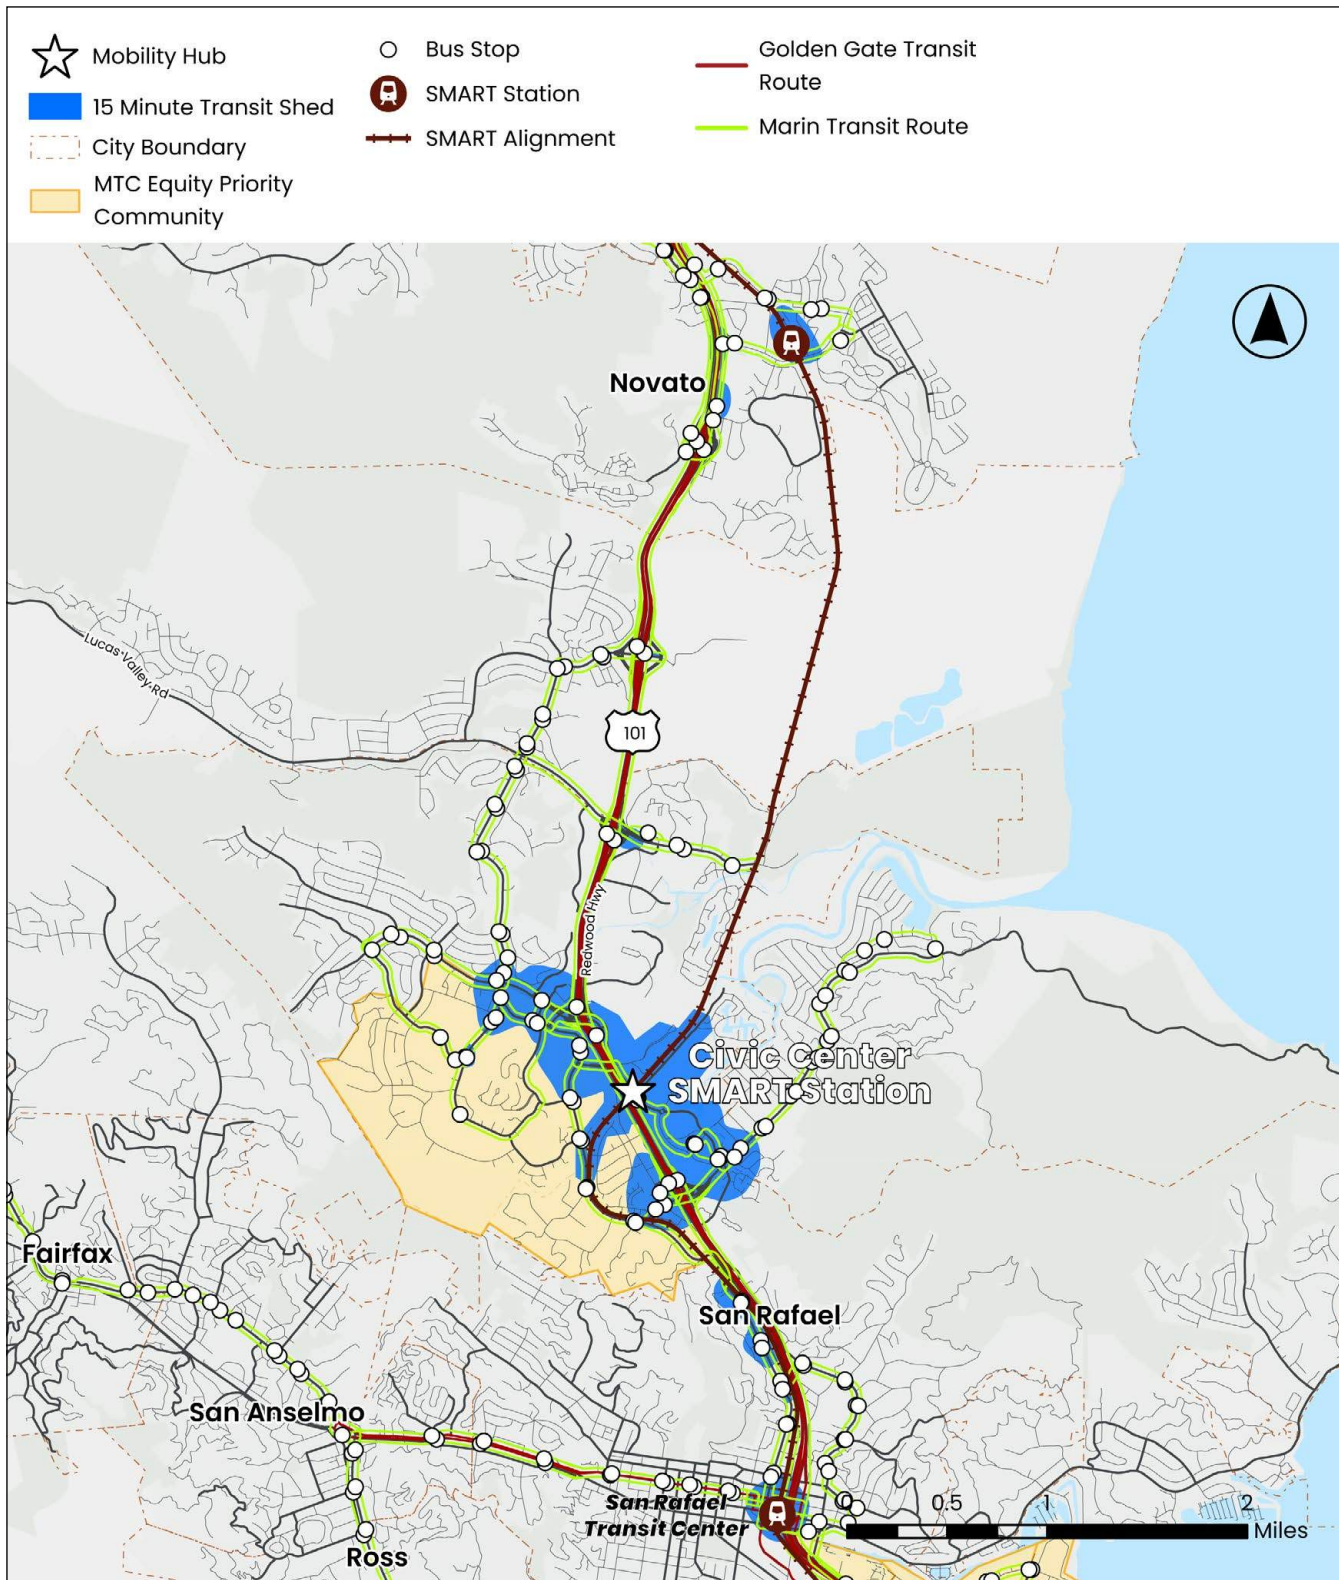 Mobility Hub
15 Minute Transit Shed
City Boundary
MTC Equity Priority
Community
Bus Stop
SMART Station
SMART Alignment
Golden Gate Transit
Route
Marin Transit Route
Novato
Lucas Valley Rd
101
Redwood Hwy
Civic Center
SMART Station
Fairfax
San Rafael
San Anselmo
San Rafael
Transit Center
0 0.5 1 2
Miles
Ross